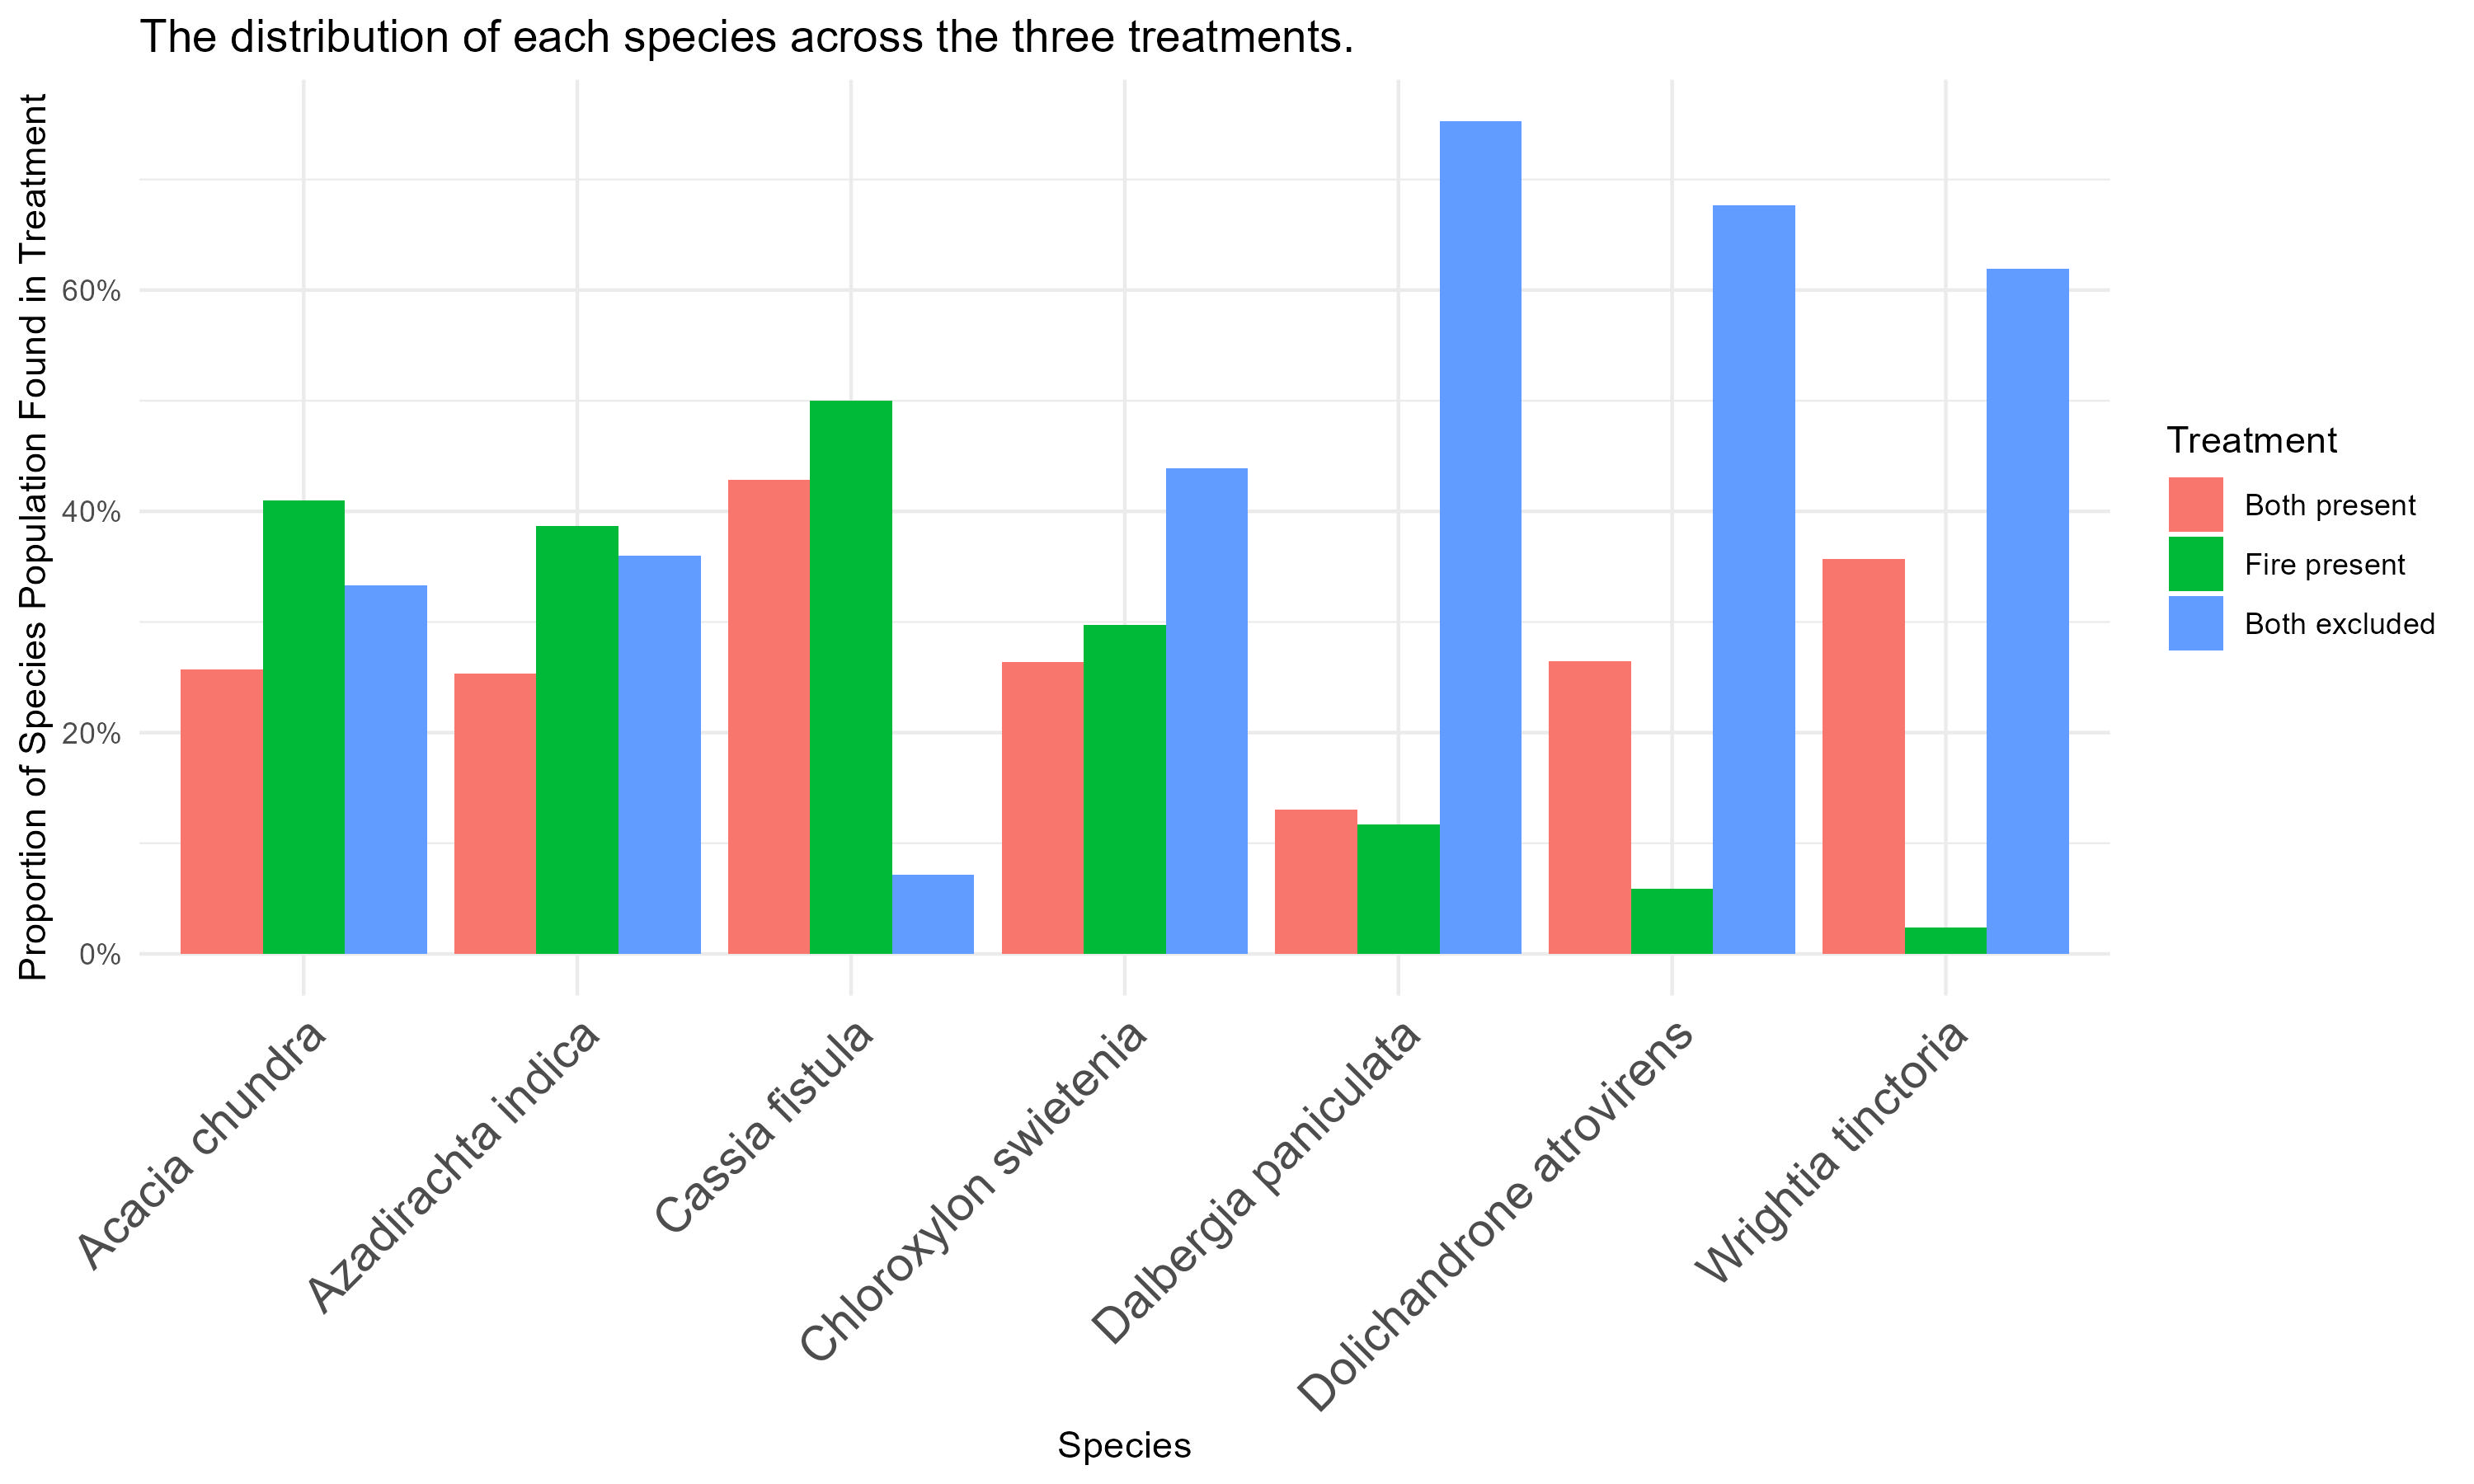 The distribution of each species across the three treatments.
Proportion of Species Population Found in Treatment
60%
40%
20%
0%
Acacia chundra
Azadirachta indica
Cassia fistula
Chloroxylon swietenia
Dalbergia paniculata
Dolichandrone atrovirens
Wrightia tinctoria
Species
Treatment
Both present
Fire present
Both excluded